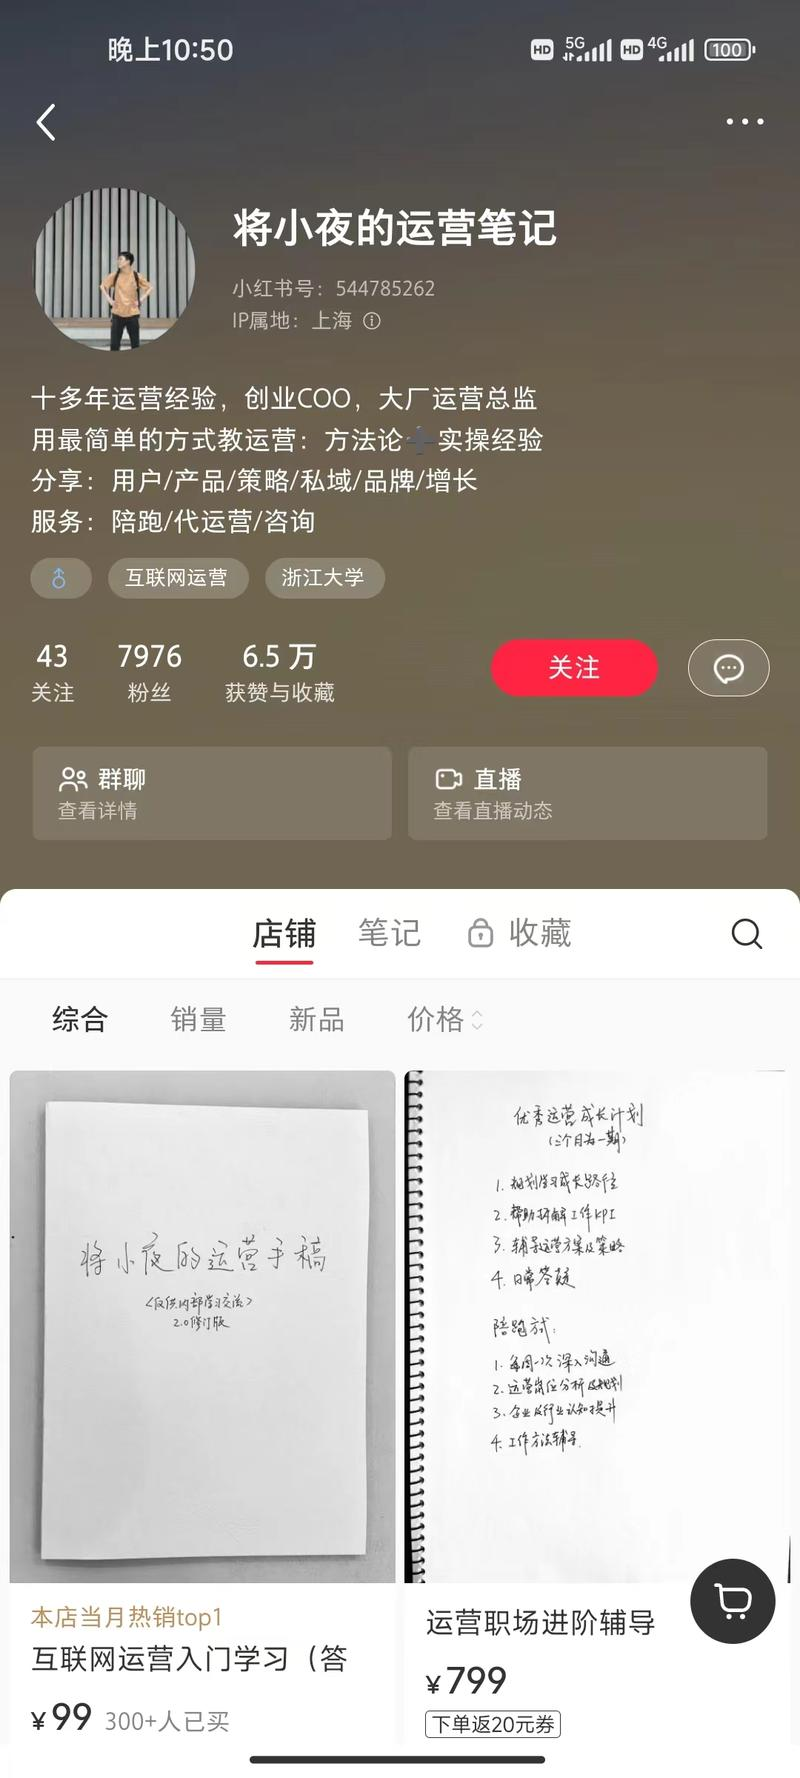 晚上10:50
HD 5G HD 4G 100
将小夜的运营笔记
小红书号：544785262
IP属地：上海
十多年运营经验，创业COO，大厂运营总监
用最简单的方式教运营：方法论➕实操经验
分享：用户/产品/策略/私域/品牌/增长
服务：陪跑/代运营/咨询
♂ 互联网运营 浙江大学
43 7976 6.5 万
关注 粉丝 获赞与收藏
关注
群聊 直播
查看详情 查看直播动态
店铺 笔记 收藏
综合 销量 新品 价格
将小夜的运营手稿
<仅供内部学习交流>
2.0修订版
优秀运营成长计划
(三个月为一期)
1. 规划学习成长路径
2. 帮助拆解工作KPI
3. 辅导运营方案及策略
4. 日常答疑
陪跑方式：
1. 每周一次深入沟通
2. 运营岗位分析及规划
3. 企业及行业认知提升
4. 工作方法辅导.
本店当月热销top1
互联网运营入门学习（答
¥99 300+人已买
运营职场进阶辅导
¥799
下单返20元券